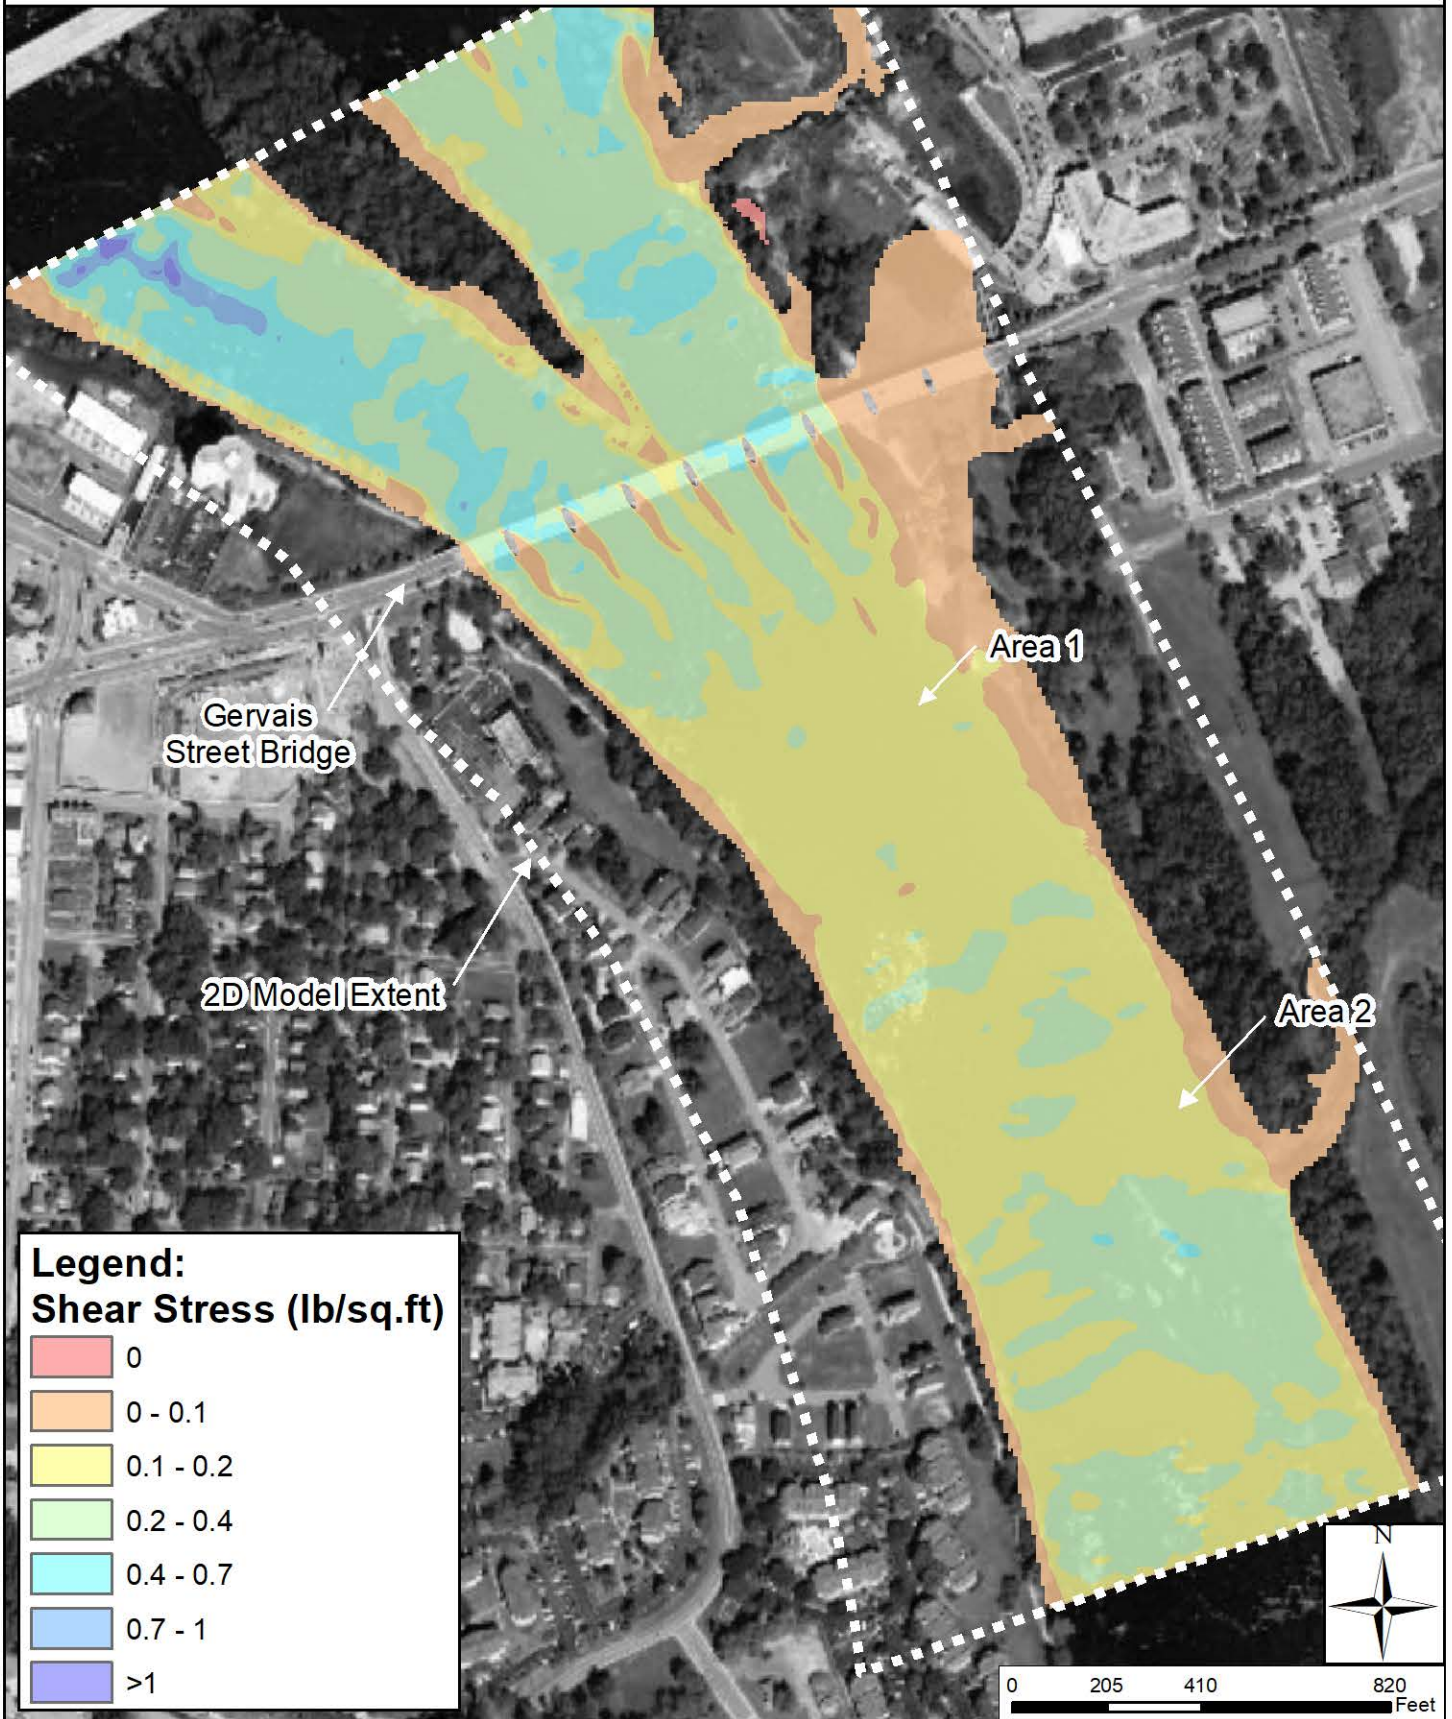 Area 1
Gervais
Street Bridge
2D Model Extent
Area 2
Legend:
Shear Stress (lb/sq.ft)
0
0 - 0.1
0.1 - 0.2
0.2 - 0.4
0.4 - 0.7
0.7 - 1
>1
N
0 205 410 820
Feet